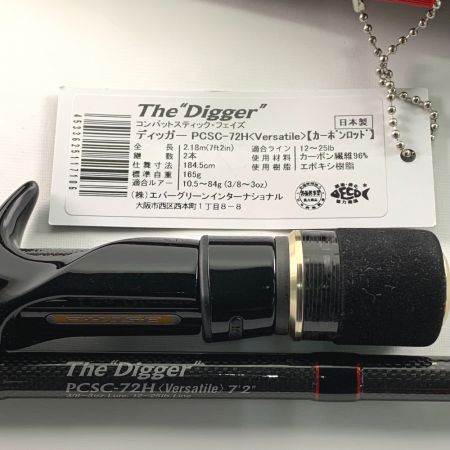 The "Digger"
コンバットスティック・フェイズ
日本製
ディッガー PCSC-72H<Versatile>【カーボンロッド】
全長 2.18m(7ft2in) 適合ライン 12〜25lb
継数 2本 使用材料 カーボン繊維96%
仕舞寸法 184.5cm 使用樹脂 エポキシ樹脂
標準自重 165g
適合ルアー 10.5〜84g (3/8〜3oz)
(株)エバーグリーンインターナショナル
大阪市西区西本町1丁目8-8
The "Digger"
PCSC-72H〈Versatile〉7'2"
3/8-3oz Lure, 12-25lb Line